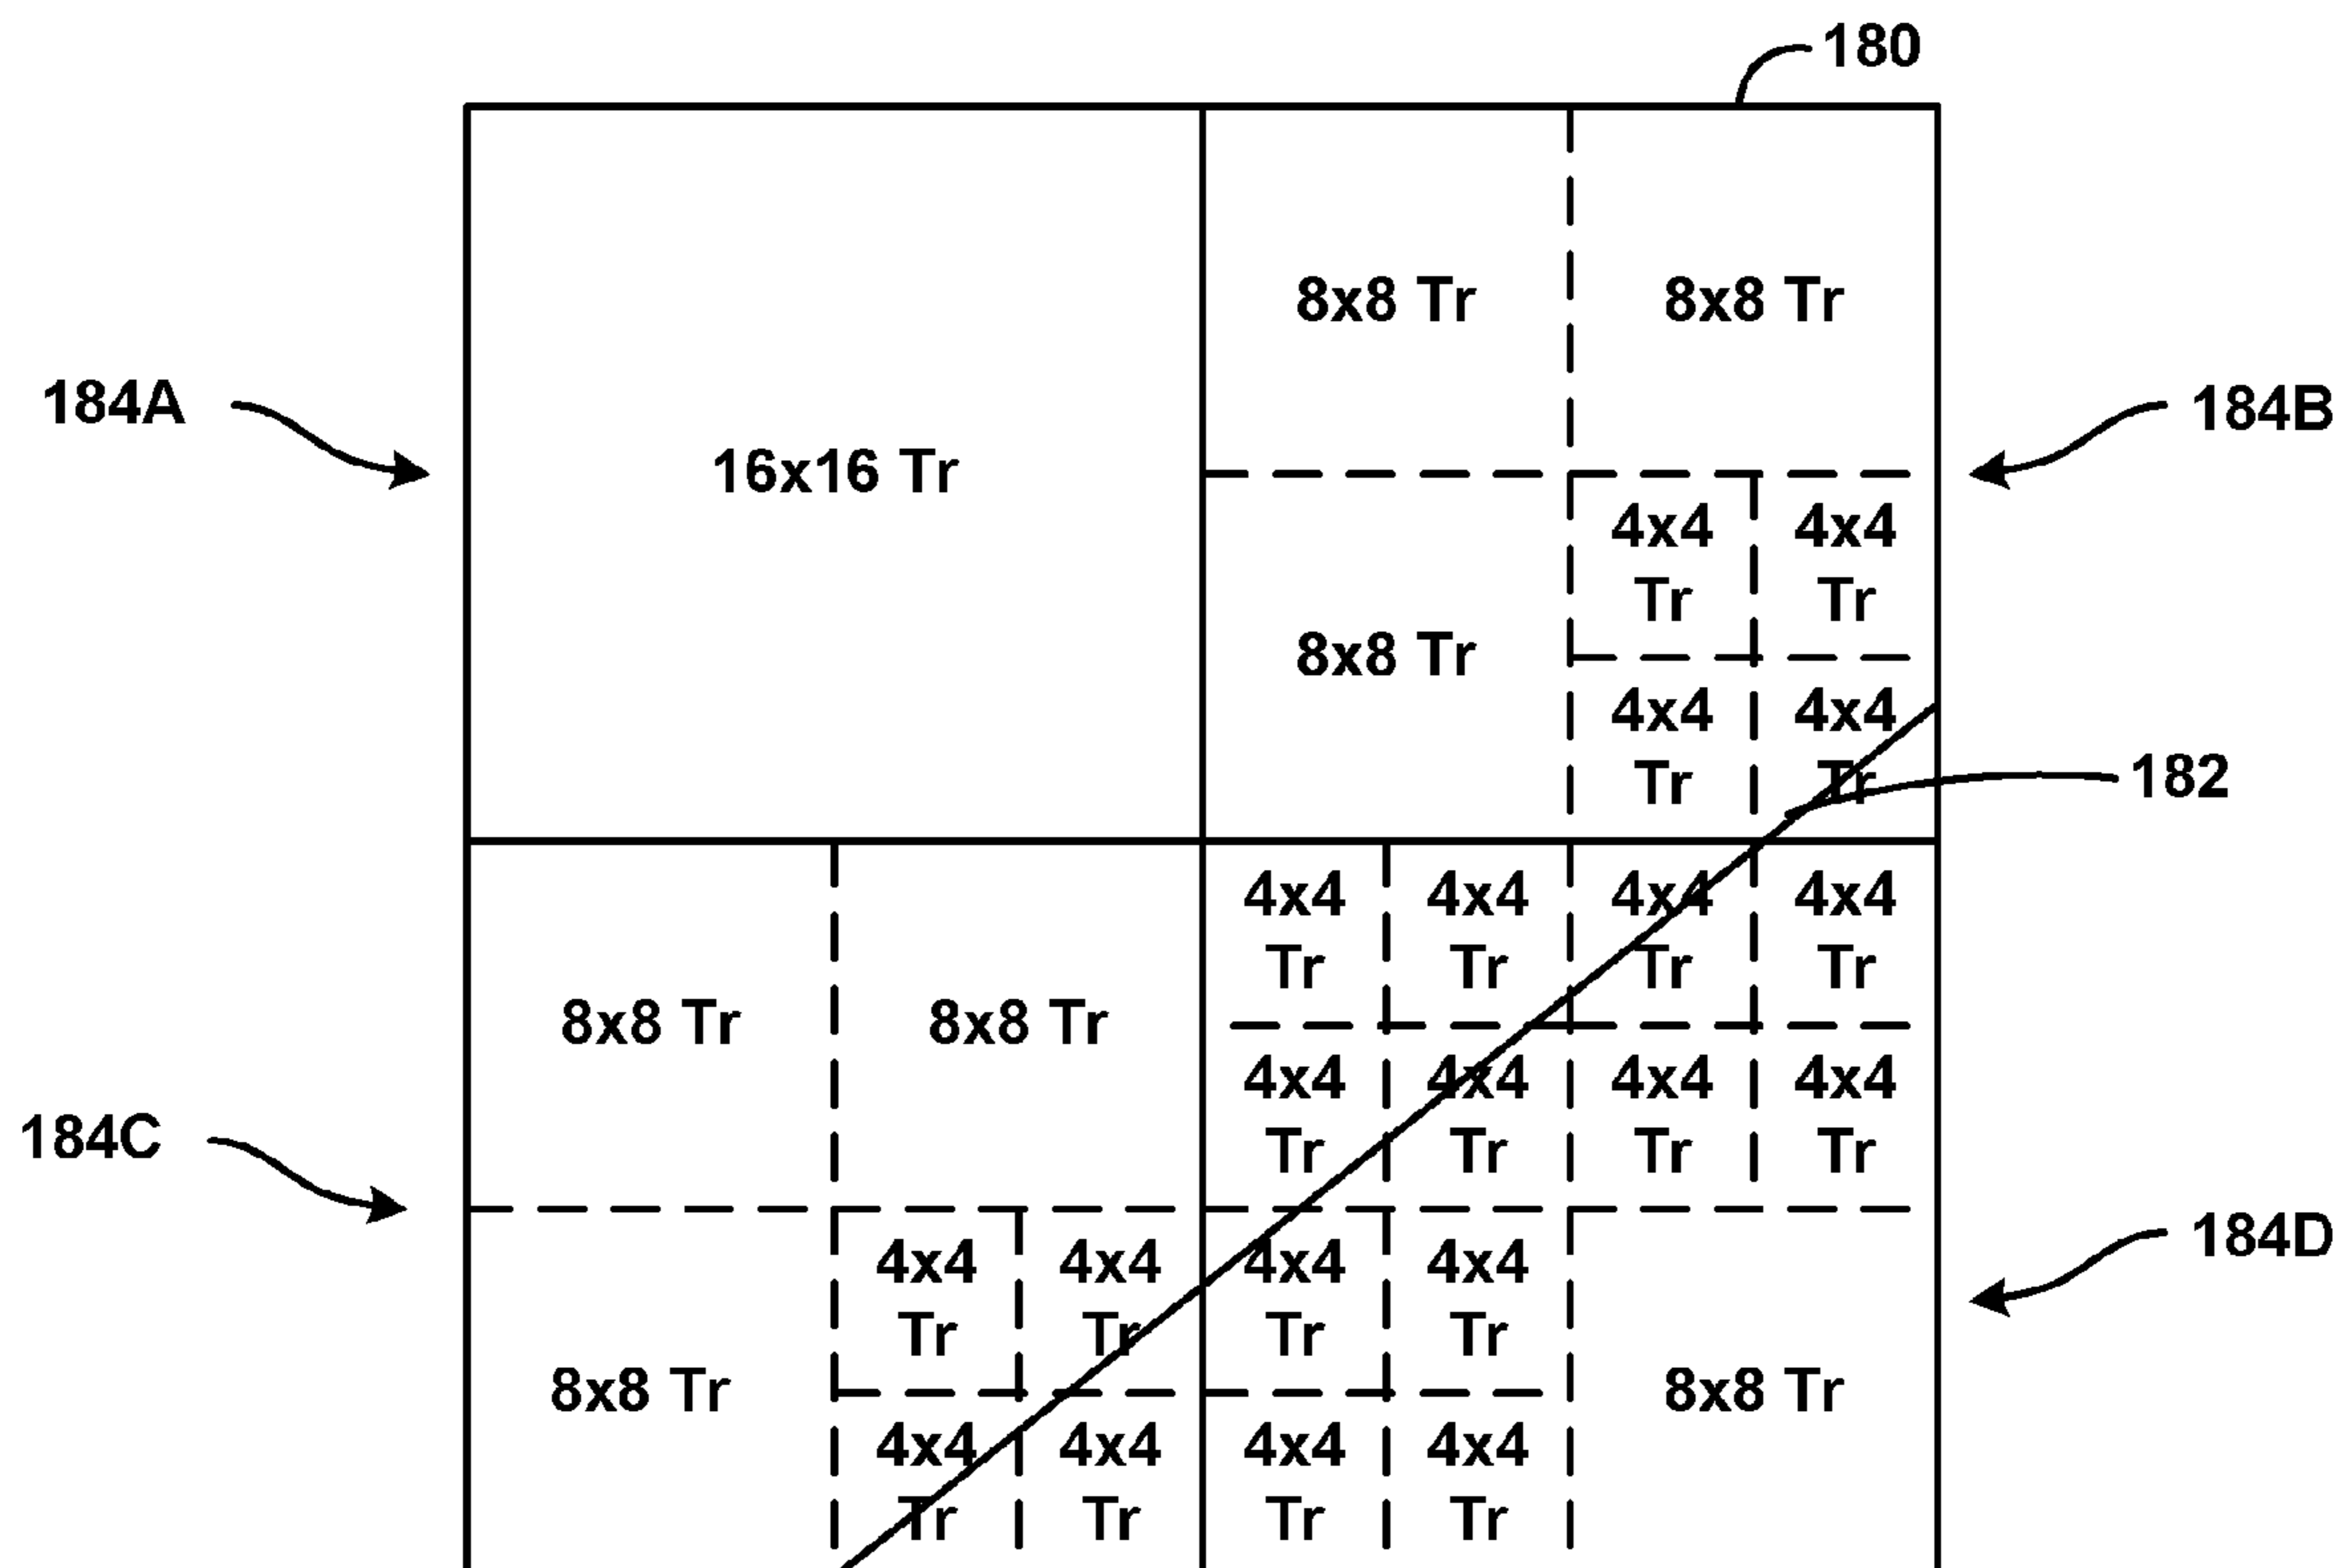 180
8x8 Tr 8x8 Tr
184A
184B
16x16 Tr
4x4 4x4
Tr Tr
8x8 Tr
4x4 4x4
Tr Tr
182
4x4 4x4 4x4 4x4
Tr Tr Tr Tr
8x8 Tr 8x8 Tr
4x4 4x4 4x4 4x4
Tr Tr Tr Tr
184C
184D
4x4 4x4 4x4 4x4
Tr Tr Tr Tr
8x8 Tr 8x8 Tr
4x4 4x4 4x4 4x4
Tr Tr Tr Tr